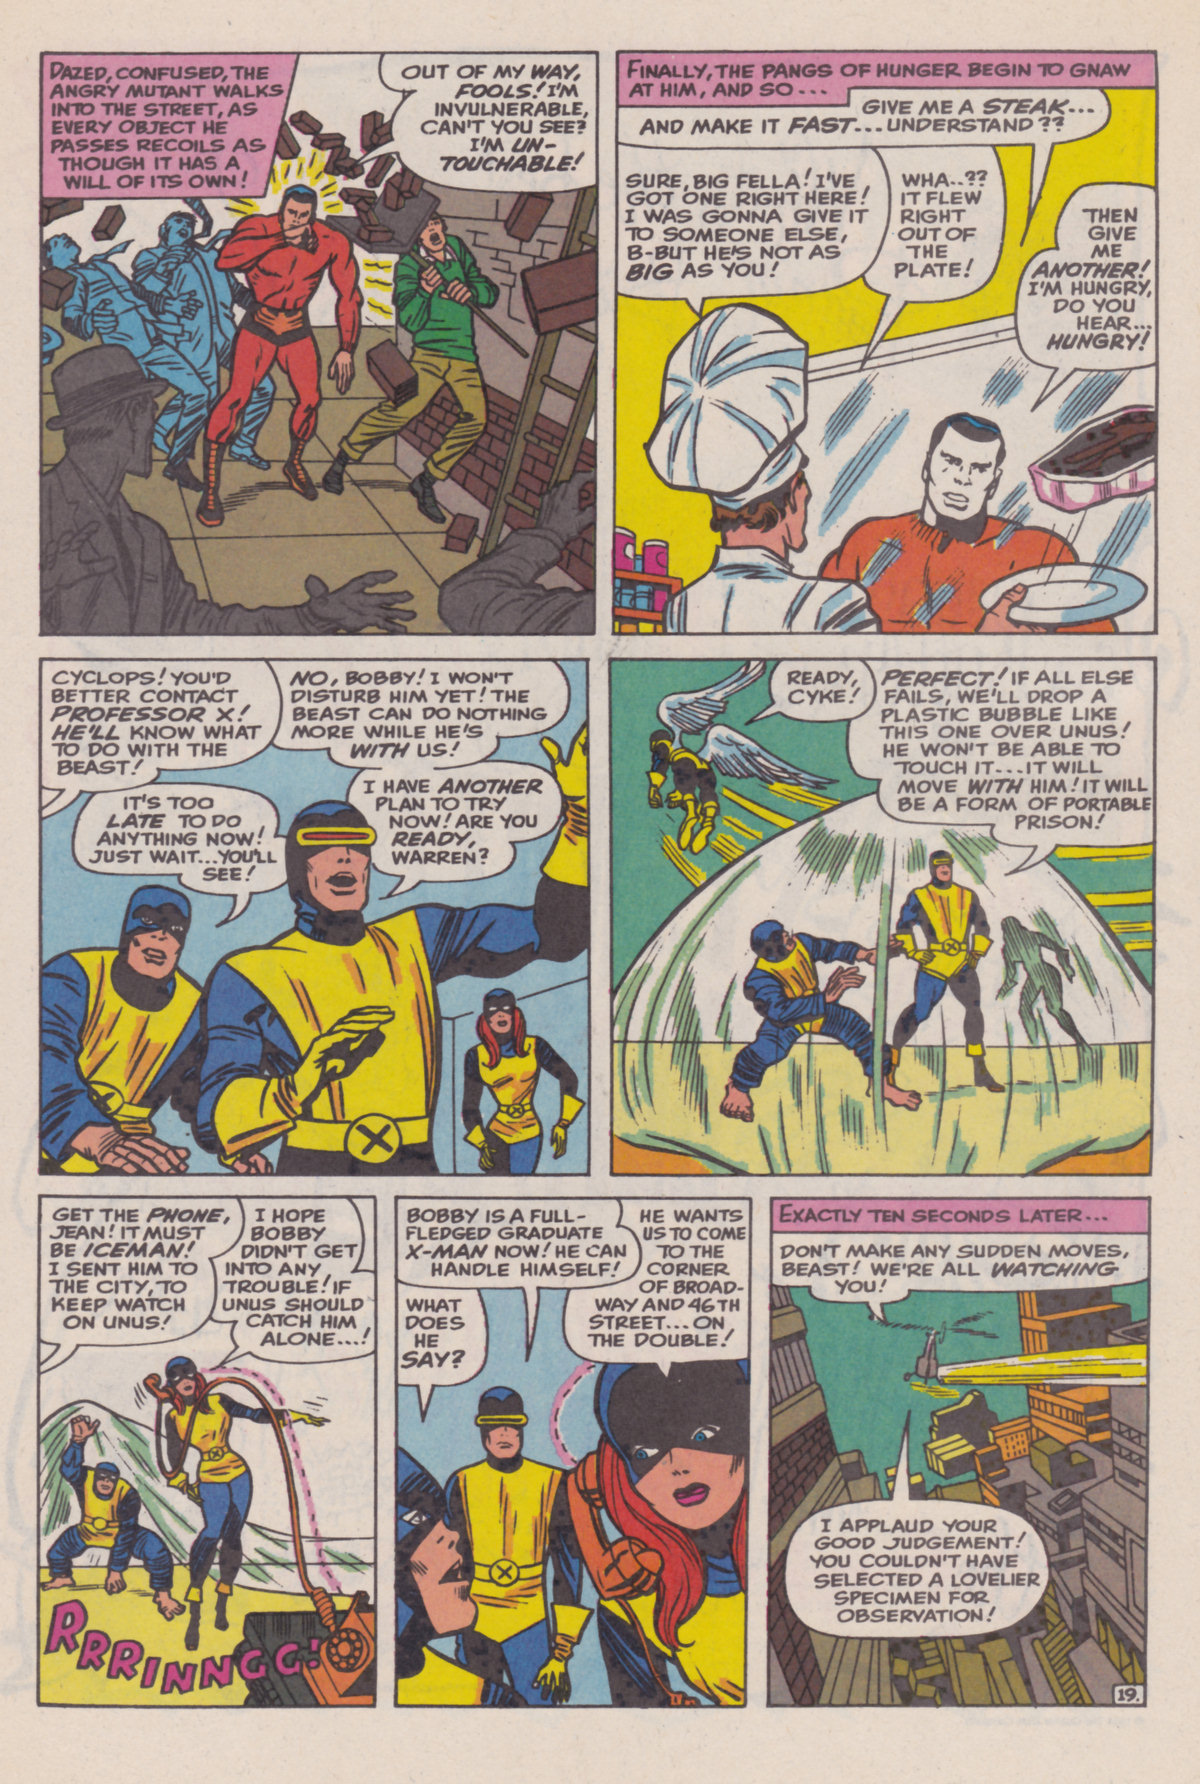 DAZED, CONFUSED, THE
ANGRY MUTANT WALKS
INTO THE STREET, AS
EVERY OBJECT HE
PASSES RECOILS AS
THOUGH IT HAS A
WILL OF ITS OWN!
OUT OF MY WAY,
FOOLS! I'M
INVULNERABLE,
CAN'T YOU SEE?
I'M UN-
TOUCHABLE!
FINALLY, THE PANGS OF HUNGER BEGIN TO GNAW
AT HIM, AND SO...
GIVE ME A STEAK...
AND MAKE IT FAST...UNDERSTAND??
SURE, BIG FELLA! I'VE
GOT ONE RIGHT HERE!
I WAS GONNA GIVE IT
TO SOMEONE ELSE,
B-BUT HE'S NOT AS
BIG AS YOU!
WHA..??
IT FLEW
RIGHT
OUT OF
THE
PLATE!
THEN
GIVE
ME
ANOTHER!
I'M HUNGRY,
DO YOU
HEAR...
HUNGRY!
CYCLOPS! YOU'D
BETTER CONTACT
PROFESSOR X!
HE'LL KNOW WHAT
TO DO WITH THE
BEAST!
NO, BOBBY! I WON'T
DISTURB HIM YET! THE
BEAST CAN DO NOTHING
MORE WHILE HE'S
WITH US!
IT'S TOO
LATE TO DO
ANYTHING NOW!
JUST WAIT...YOU'LL
SEE!
I HAVE ANOTHER
PLAN TO TRY
NOW! ARE YOU
READY,
WARREN?
READY,
CYKE!
PERFECT! IF ALL ELSE
FAILS, WE'LL DROP A
PLASTIC BUBBLE LIKE
THIS ONE OVER UNUS!
HE WON'T BE ABLE TO
TOUCH IT...IT WILL
MOVE WITH HIM! IT WILL
BE A FORM OF PORTABLE
PRISON!
GET THE PHONE,
JEAN! IT MUST
BE ICEMAN!
I SENT HIM TO
THE CITY, TO
KEEP WATCH
ON UNUS!
I HOPE
BOBBY
DIDN'T GET
INTO ANY
TROUBLE! IF
UNUS SHOULD
CATCH HIM
ALONE...!
RRRINNGG!
BOBBY IS A FULL-
FLEDGED GRADUATE
X-MAN NOW! HE CAN
HANDLE HIMSELF!
WHAT
DOES
HE
SAY?
HE WANTS
US TO COME
TO THE
CORNER
OF BROAD-
WAY AND 46TH
STREET...ON
THE DOUBLE!
EXACTLY TEN SECONDS LATER...
DON'T MAKE ANY SUDDEN MOVES,
BEAST! WE'RE ALL WATCHING
YOU!
I APPLAUD YOUR
GOOD JUDGEMENT!
YOU COULDN'T HAVE
SELECTED A LOVELIER
SPECIMEN FOR
OBSERVATION!
19.